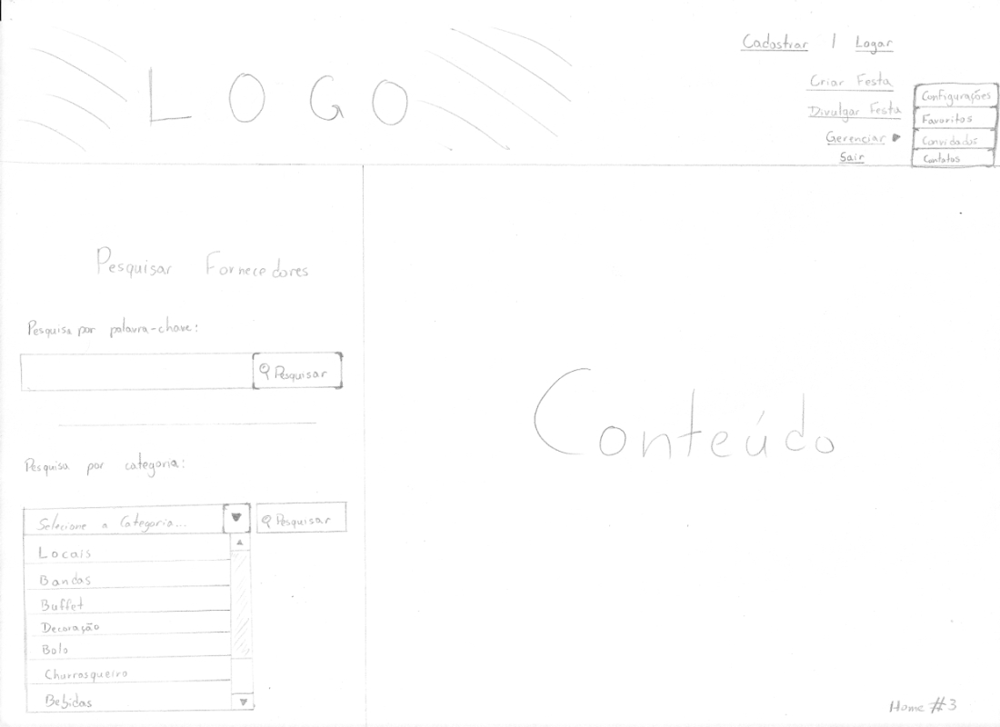 LOGO
Cadastrar | Logar
Criar Festa
Divulgar Festa
Gerenciar
Sair
Configurações
Favoritos
Convidados
Contatos
Pesquisar Fornecedores
Pesquisa por palavra-chave:
Pesquisar
Pesquisa por categoria:
Selecione a Categoria...
Pesquisar
Locais
Bandas
Buffet
Decoração
Bolo
Churrasqueiro
Bebidas
Conteúdo
Home #3